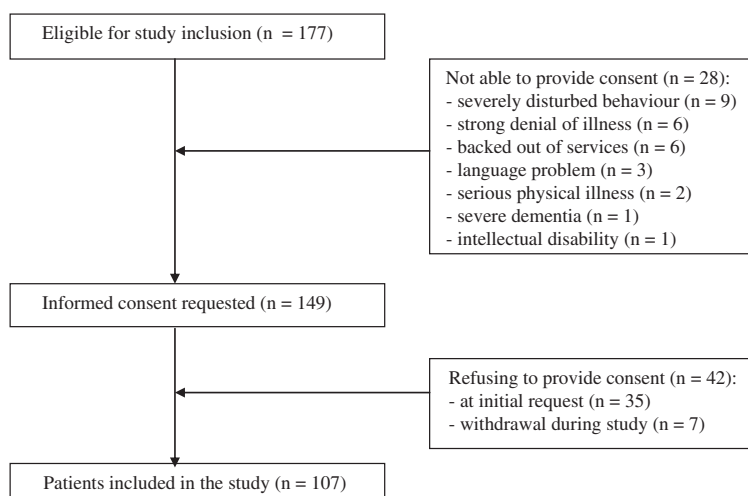 Eligible for study inclusion (n = 177)
Not able to provide consent (n = 28):
- severely disturbed behaviour (n = 9)
- strong denial of illness (n = 6)
- backed out of services (n = 6)
- language problem (n = 3)
- serious physical illness (n = 2)
- severe dementia (n = 1)
- intellectual disability (n = 1)
Informed consent requested (n = 149)
Refusing to provide consent (n = 42):
- at initial request (n = 35)
- withdrawal during study (n = 7)
Patients included in the study (n = 107)